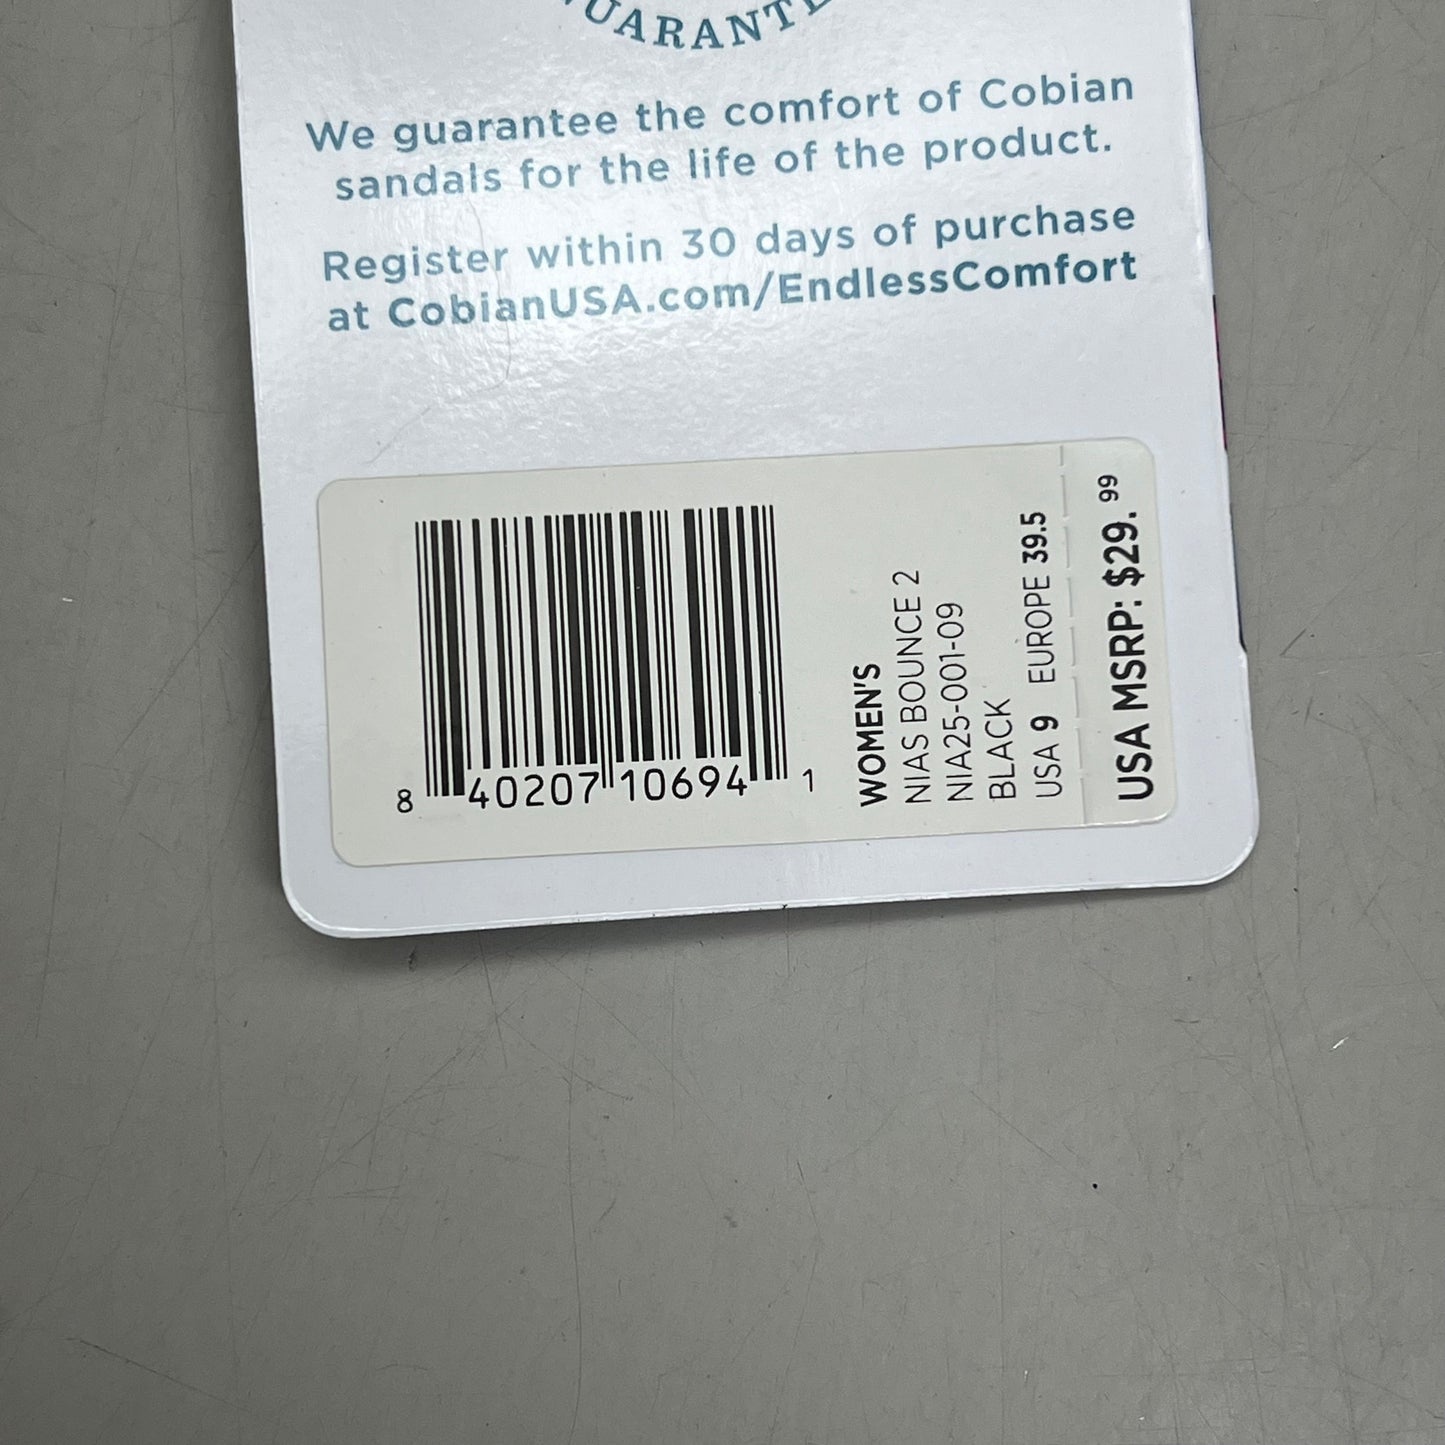 We guarantee the comfort of Cobian
sandals for the life of the product.
Register within 30 days of purchase
at CobianUSA.com/EndlessComfort
8 40207 10694 1
WOMEN'S
NIAS BOUNCE 2
NIA25-001-09
BLACK
USA 9 EUROPE 39.5
USA MSRP: $29.99